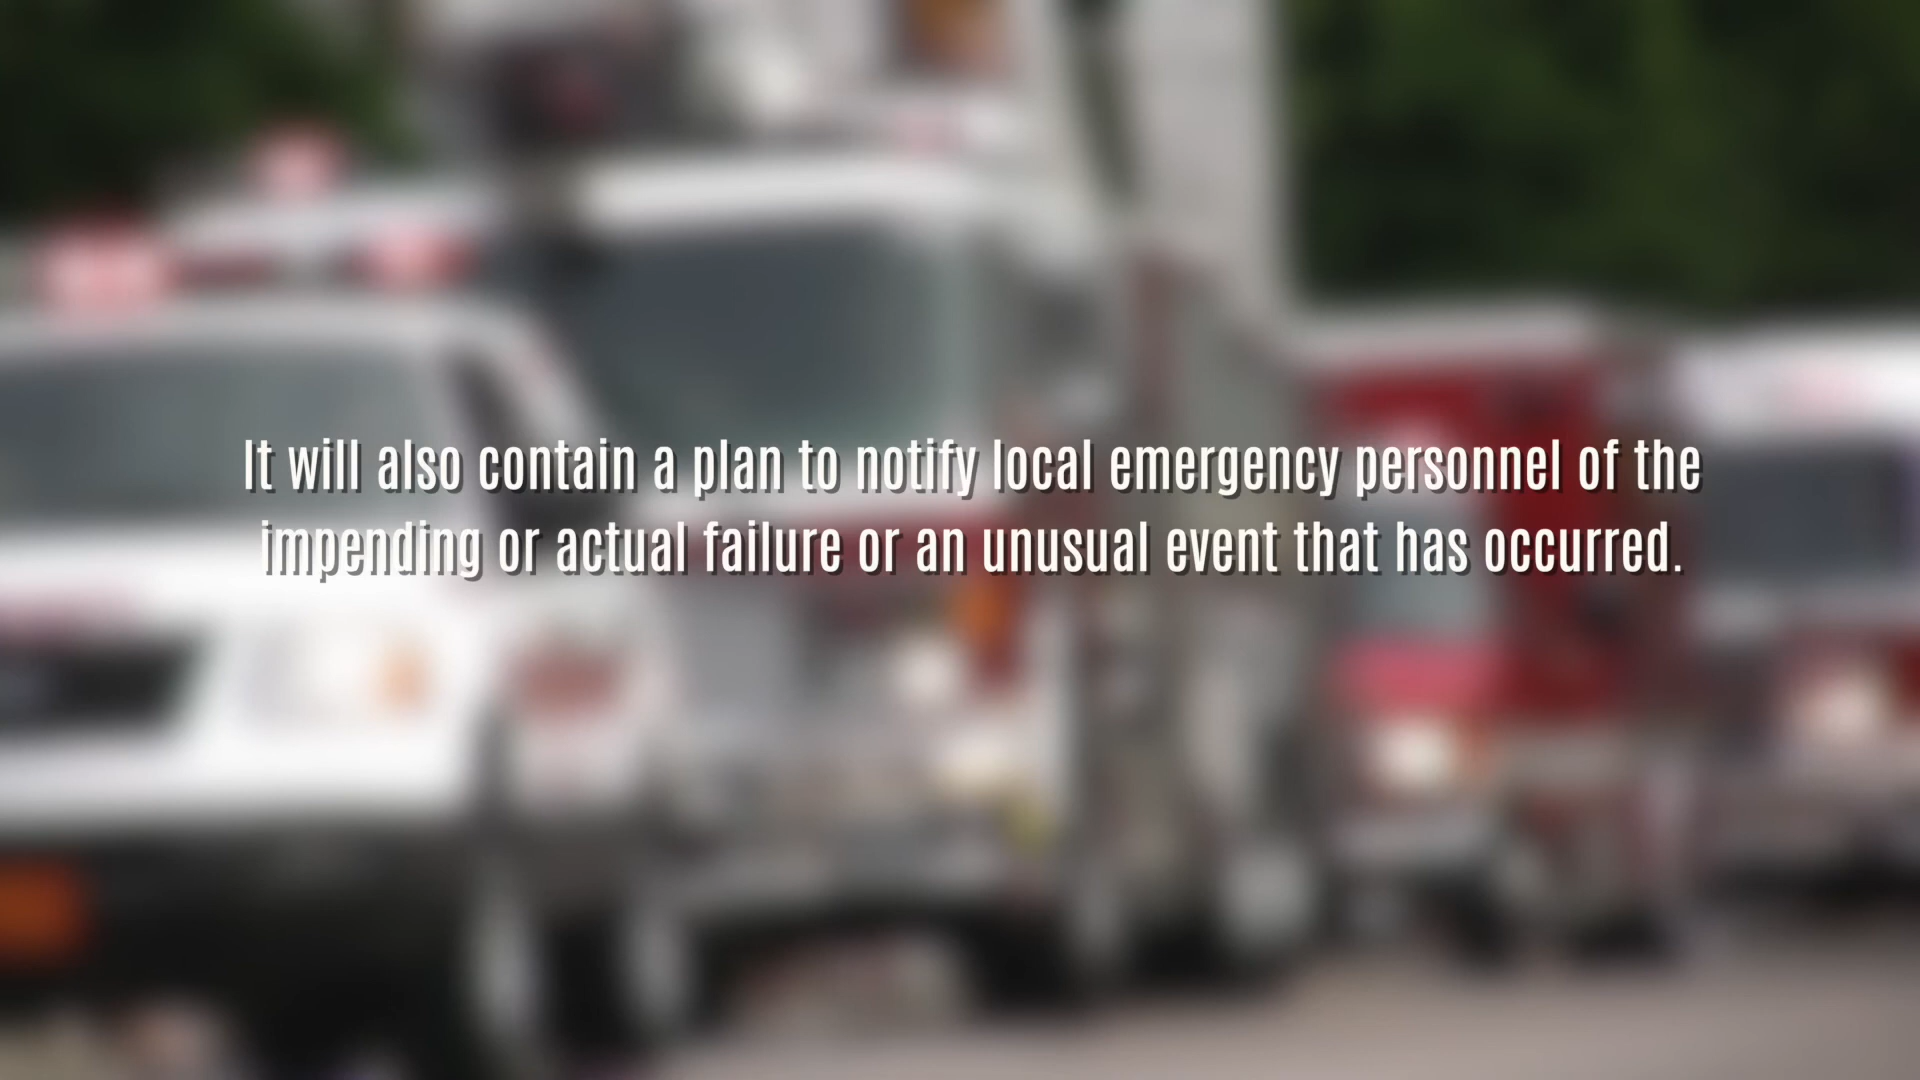 It will also contain a plan to notify local emergency personnel of the
impending or actual failure or an unusual event that has occurred.